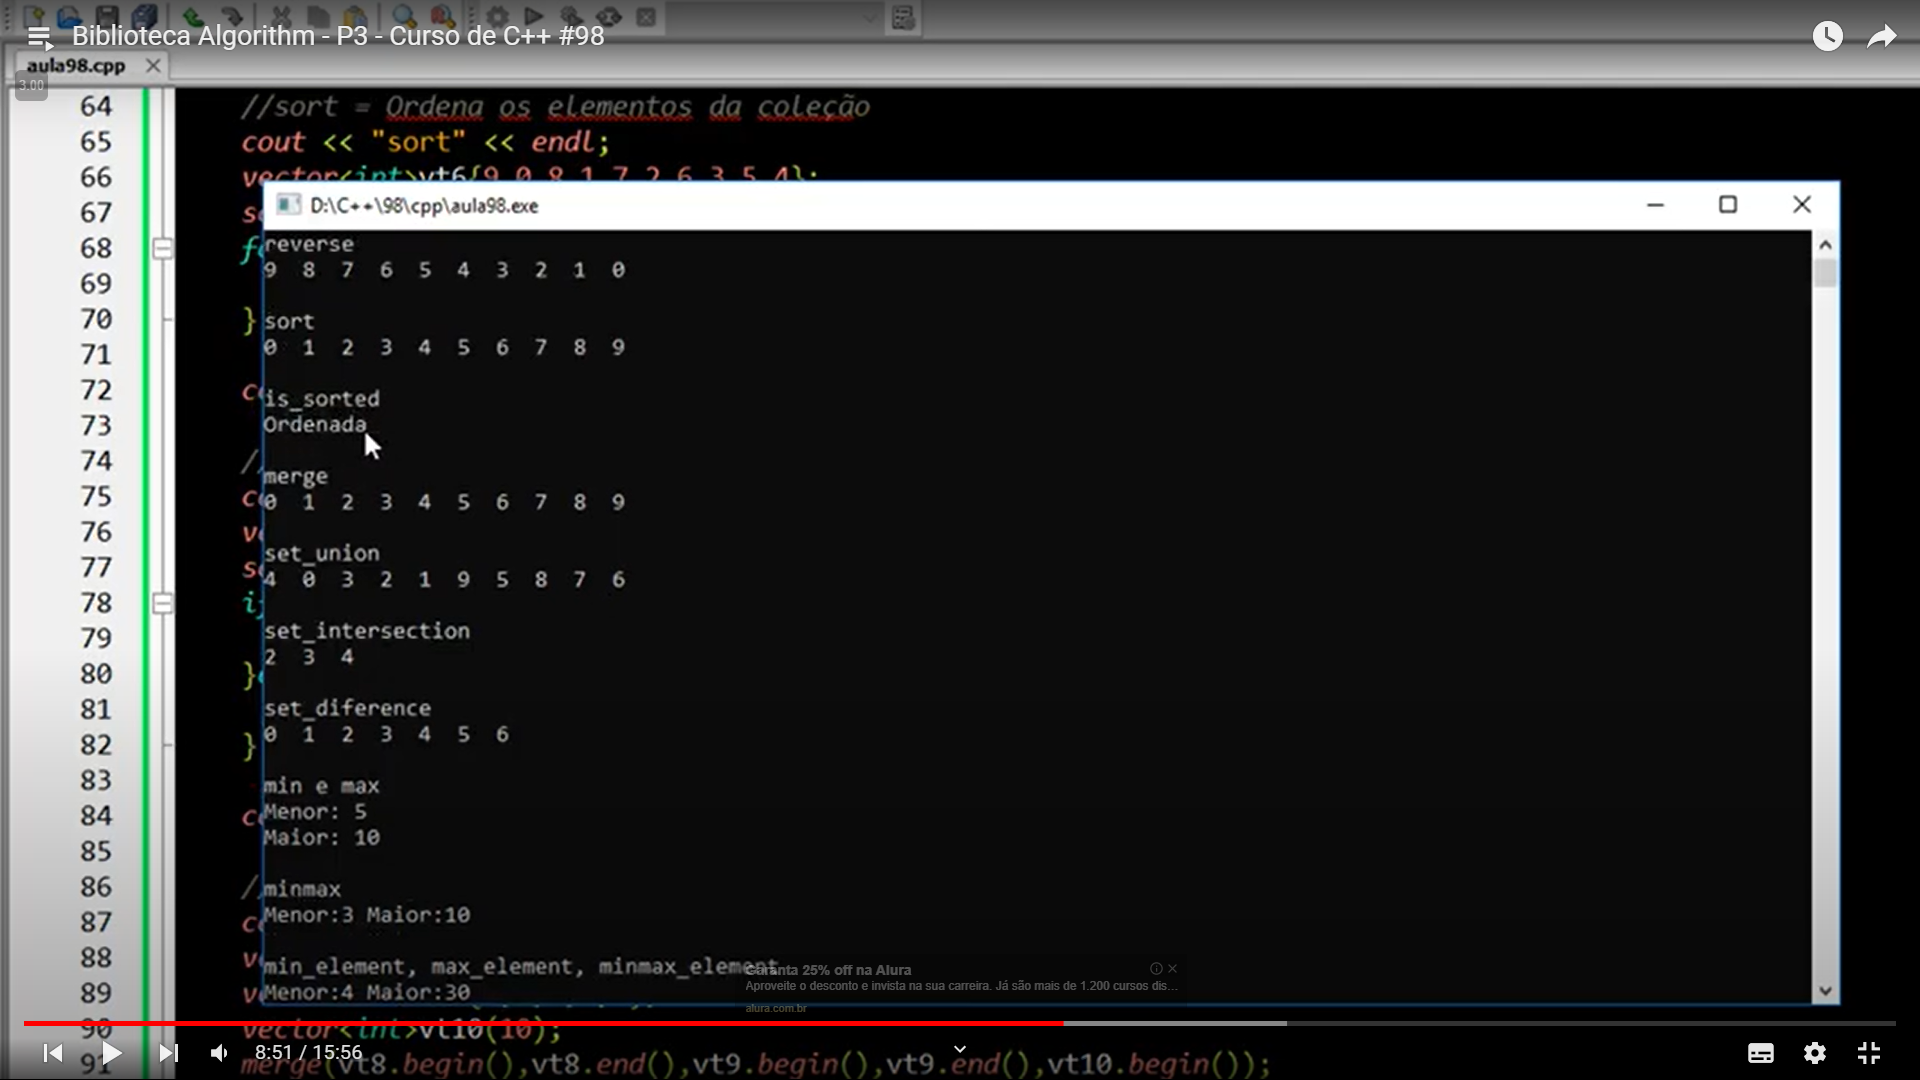 Biblioteca Algorithm - P3 - Curso de C++ #98
aula98.cpp
3.00
64 //sort = Ordena os elementos da coleção
65 cout << "sort" << endl;
66 vector<int>vt6{9,0,8,1,7,2,6,3,5,4};
67
D:\C++\98\cpp\aula98.exe
68
reverse
69
9 8 7 6 5 4 3 2 1 0
70 }
sort
71
0 1 2 3 4 5 6 7 8 9
72
is_sorted
73
Ordenada
74
merge
75
0 1 2 3 4 5 6 7 8 9
76
set_union
77
4 0 3 2 1 9 5 8 7 6
78
set_intersection
79
2 3 4
80 }
set_diference
81
0 1 2 3 4 5 6
82 }
83
min e max
84
Menor: 5
85
Maior: 10
86
minmax
87
Menor:3 Maior:10
88
min_element, max_element, minmax_element
89
Menor:4 Maior:30
Garanta 25% off na Alura
Aproveite o desconto e invista na sua carreira. Já são mais de 1.200 cursos dis...
alura.com.br
90 vector<int>vt10(10);
8:51 / 15:56
91 merge(vt8.begin(),vt8.end(),vt9.begin(),vt9.end(),vt10.begin());